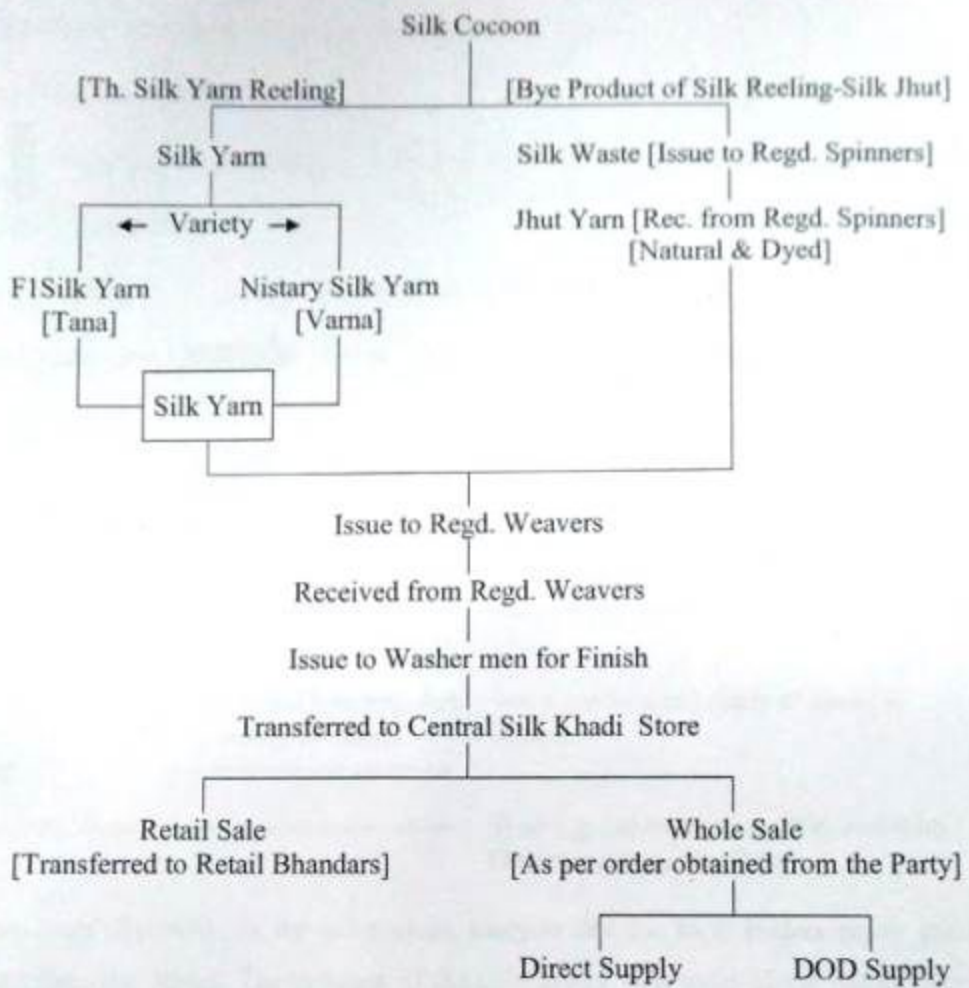 Silk Cocoon
[Th. Silk Yarn Reeling]
[Bye Product of Silk Reeling-Silk Jhut]
Silk Yarn
Silk Waste [Issue to Regd. Spinners]
← Variety →
Jhut Yarn [Rec. from Regd. Spinners]
[Natural & Dyed]
F1Silk Yarn
[Tana]
Nistary Silk Yarn
[Varna]
Silk Yarn
Issue to Regd. Weavers
Received from Regd. Weavers
Issue to Washer men for Finish
Transferred to Central Silk Khadi Store
Retail Sale
[Transferred to Retail Bhandars]
Whole Sale
[As per order obtained from the Party]
Direct Supply
DOD Supply